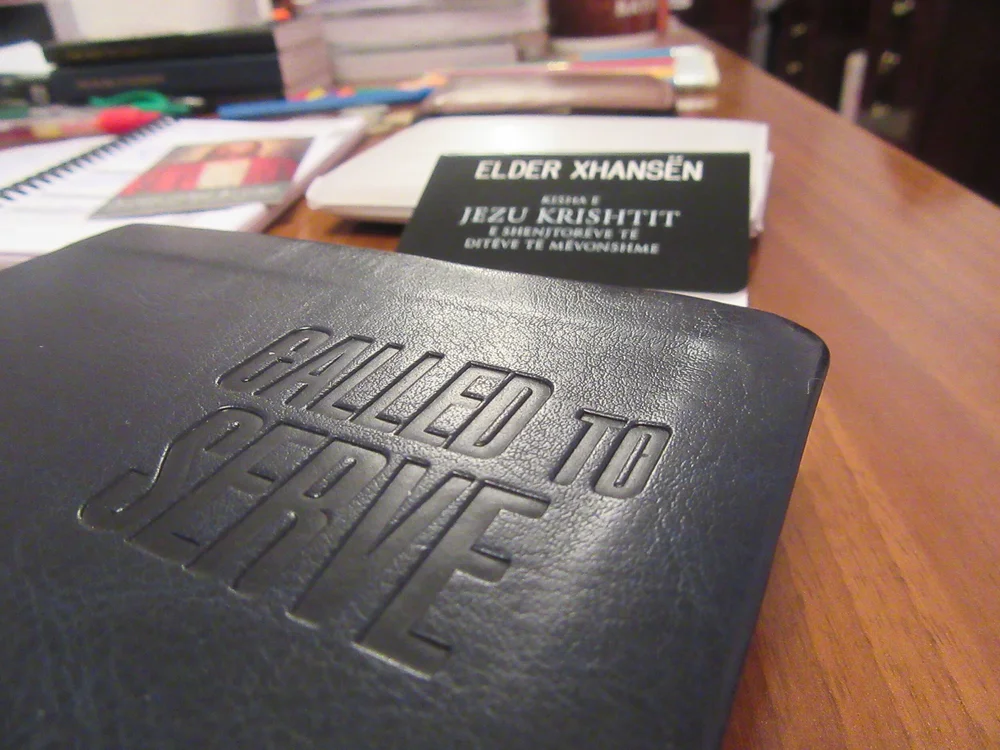 ELDER XHANSËN
KISHA E
JEZU KRISHTIT
E SHENJTORËVE TË
DITËVE TË MËVONSHME
CALLED TO
SERVE